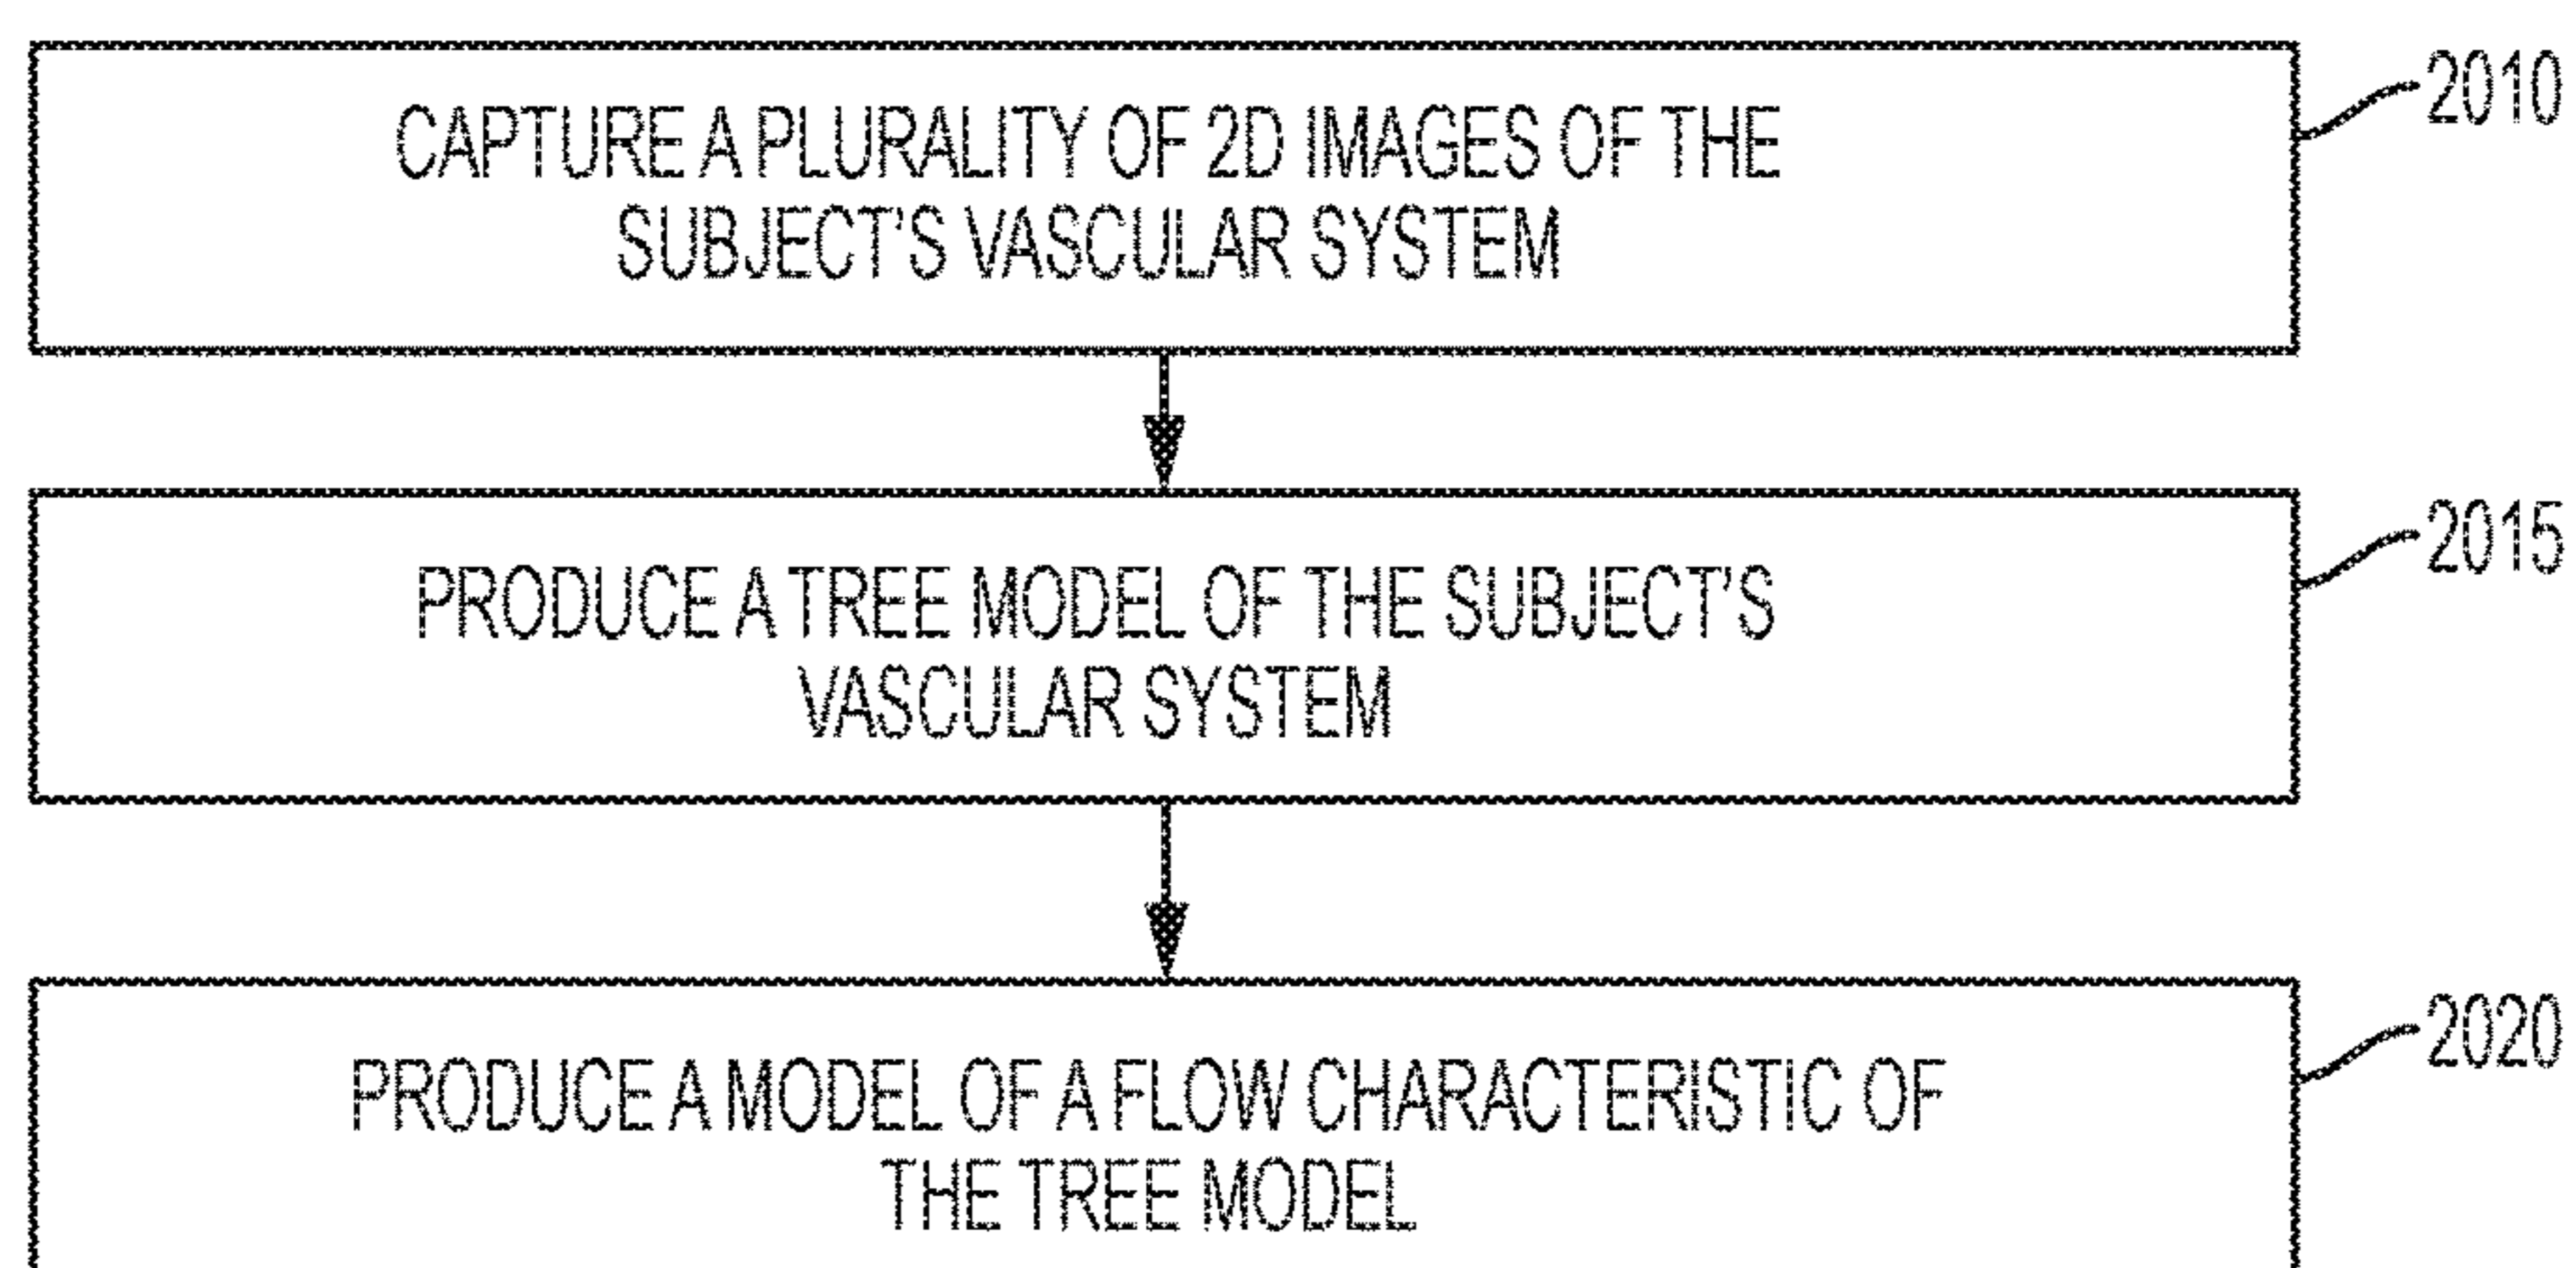 CAPTURE A PLURALITY OF 2D IMAGES OF THE
SUBJECT'S VASCULAR SYSTEM
2010
PRODUCE A TREE MODEL OF THE SUBJECT'S
VASCULAR SYSTEM
2015
PRODUCE A MODEL OF A FLOW CHARACTERISTIC OF
THE TREE MODEL
2020